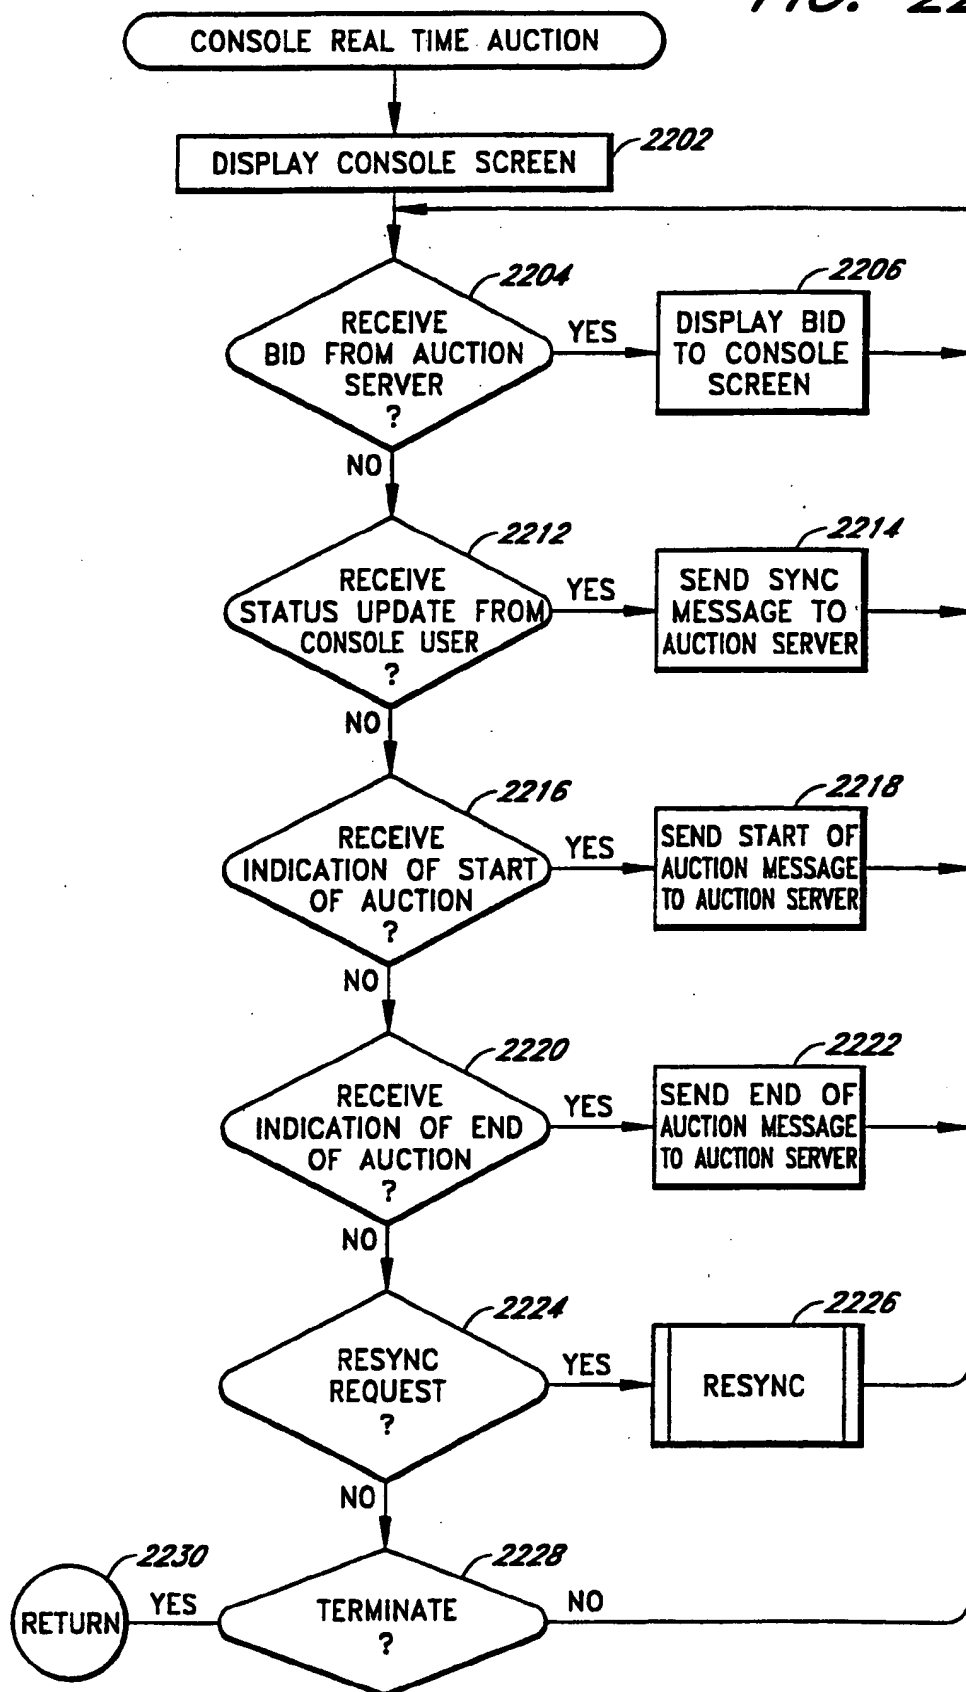 FIG. 22
CONSOLE REAL TIME AUCTION
2202
DISPLAY CONSOLE SCREEN
2204
RECEIVE
BID FROM AUCTION
SERVER
?
YES
2206
DISPLAY BID
TO CONSOLE
SCREEN
NO
2212
RECEIVE
STATUS UPDATE FROM
CONSOLE USER
?
YES
2214
SEND SYNC
MESSAGE TO
AUCTION SERVER
NO
2216
RECEIVE
INDICATION OF START
OF AUCTION
?
YES
2218
SEND START OF
AUCTION MESSAGE
TO AUCTION SERVER
NO
2220
RECEIVE
INDICATION OF END
OF AUCTION
?
YES
2222
SEND END OF
AUCTION MESSAGE
TO AUCTION SERVER
NO
2224
RESYNC
REQUEST
?
YES
2226
RESYNC
NO
2228
TERMINATE
?
NO
YES
2230
RETURN